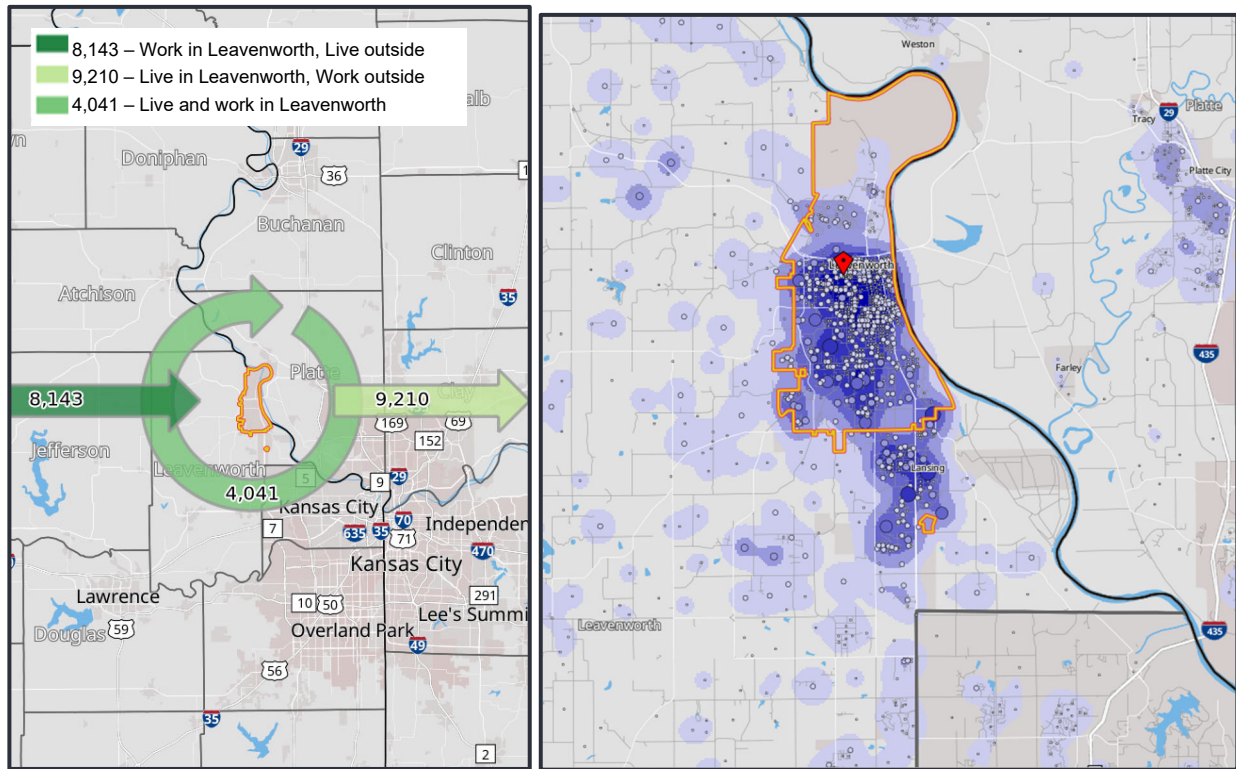 8,143 – Work in Leavenworth, Live outside
9,210 – Live in Leavenworth, Work outside
4,041 – Live and work in Leavenworth
alb
Doniphan
29
36
Buchanan
Clinton
Atchison
35
Platte
8,143
9,210
Clay
169
69
152
Jefferson
Leavenworth
4,041
5
9
29
Kansas City
7
635
35
70
71
Independen
470
Kansas City
Lawrence
10
50
291
Lee's Summi
Douglas
59
Overland Park
49
56
35
2
Weston
29
Platte
Tracy
Platte City
Leavenworth
435
Farley
Lansing
Leavenworth
435